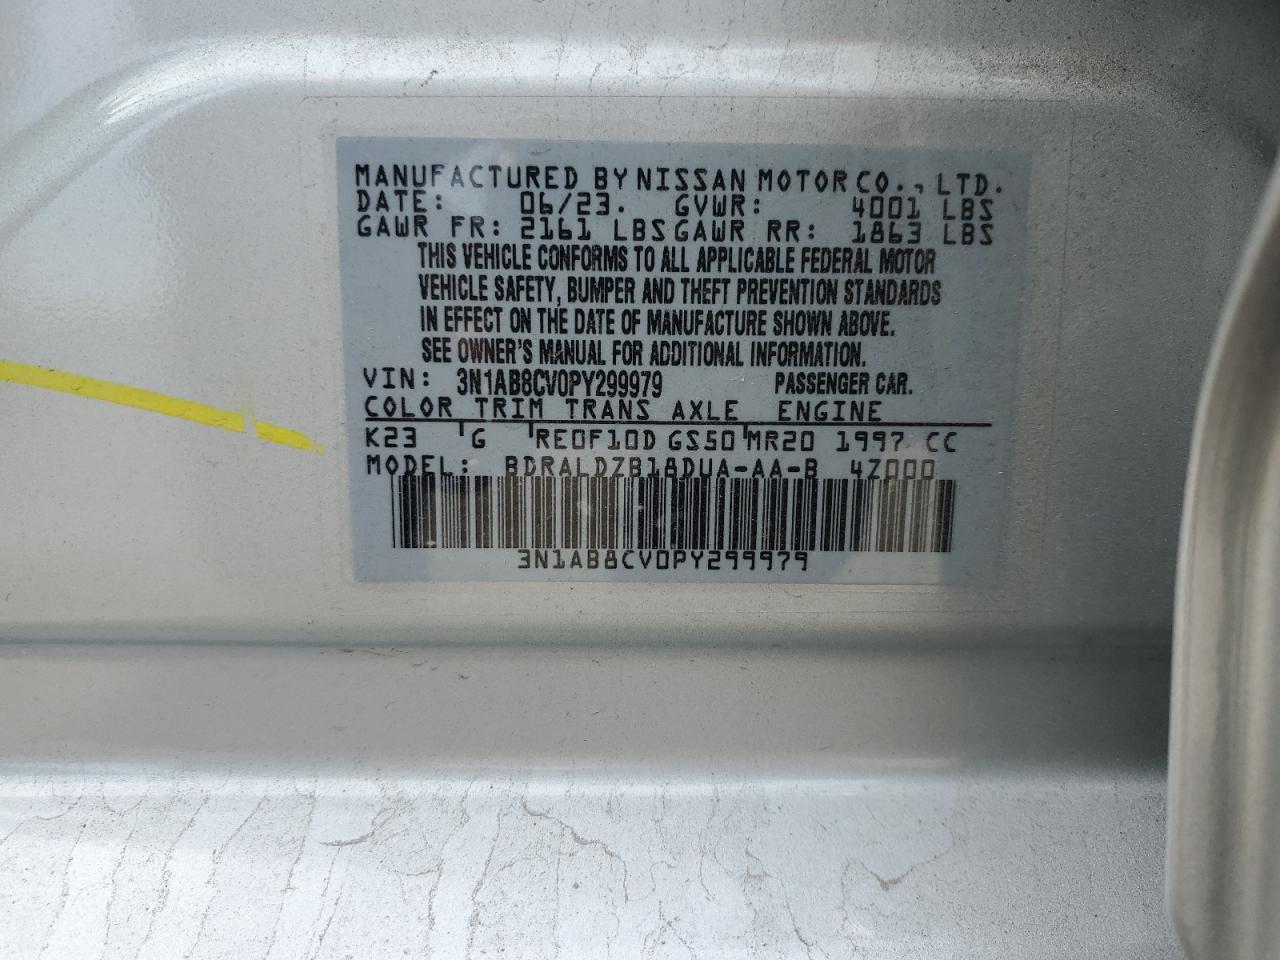 MANUFACTURED BY NISSAN MOTOR CO., LTD.
DATE: 06/23. GVWR: 4001 LBS
GAWR FR: 2161 LBS GAWR RR: 1863 LBS
THIS VEHICLE CONFORMS TO ALL APPLICABLE FEDERAL MOTOR
VEHICLE SAFETY, BUMPER AND THEFT PREVENTION STANDARDS
IN EFFECT ON THE DATE OF MANUFACTURE SHOWN ABOVE.
SEE OWNER'S MANUAL FOR ADDITIONAL INFORMATION.
VIN: 3N1AB8CV0PY299979 PASSENGER CAR.
COLOR TRIM TRANS AXLE ENGINE
K23 G RE0F10D GS50 MR20 1997 CC
MODEL: BDRALDZB18DUA-AA-B 4Z000
3N1AB8CV0PY299979